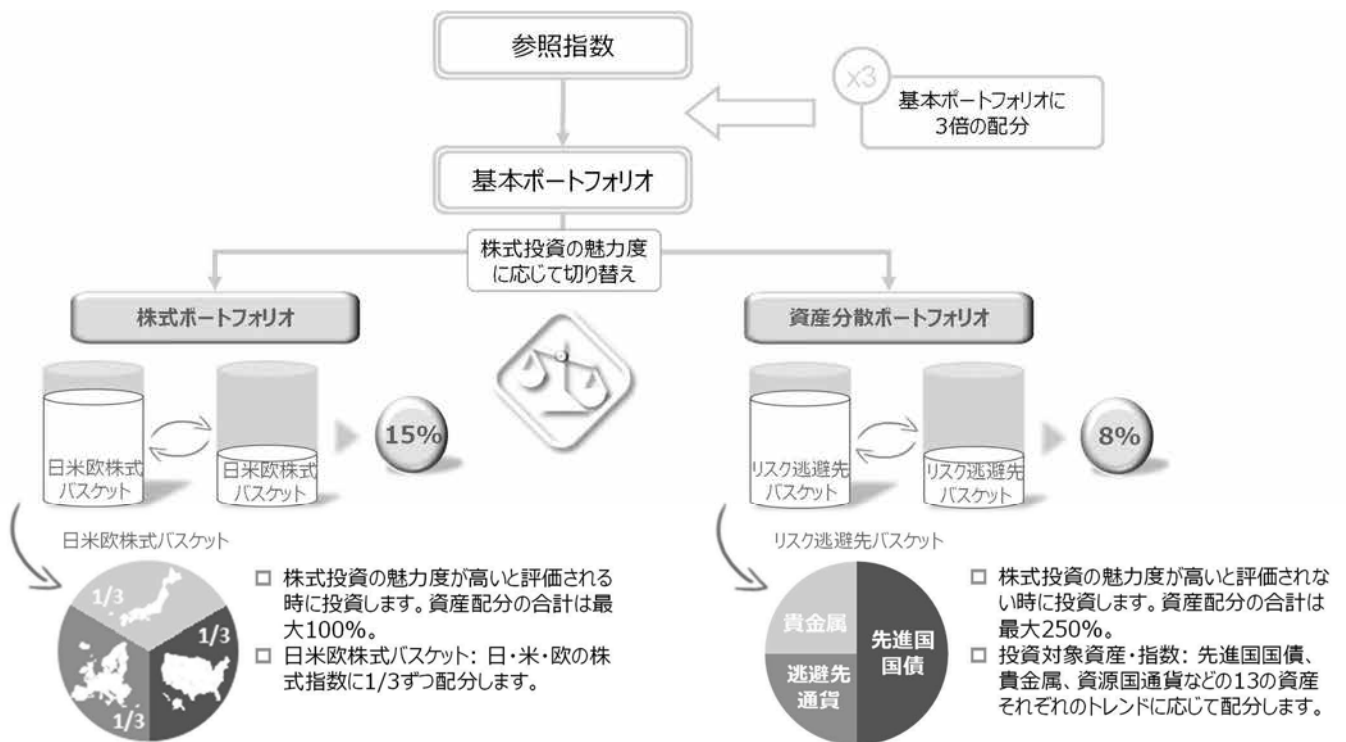 参照指数
x3
基本ポートフォリオに
3倍の配分
基本ポートフォリオ
株式投資の魅力度
に応じて切り替え
株式ポートフォリオ
日米欧株式
バスケット
日米欧株式
バスケット
15%
日米欧株式バスケット
1/3
1/3
1/3
□ 株式投資の魅力度が高いと評価される
時に投資します。資産配分の合計は最
大100%。
□ 日米欧株式バスケット: 日・米・欧の株
式指数に1/3ずつ配分します。
資産分散ポートフォリオ
リスク逃避先
バスケット
リスク逃避先
バスケット
8%
リスク逃避先バスケット
貴金属
先進国
国債
逃避先
通貨
□ 株式投資の魅力度が高いと評価されな
い時に投資します。資産配分の合計は
最大250%。
□ 投資対象資産・指数: 先進国国債、
貴金属、資源国通貨などの13の資産
それぞれのトレンドに応じて配分します。